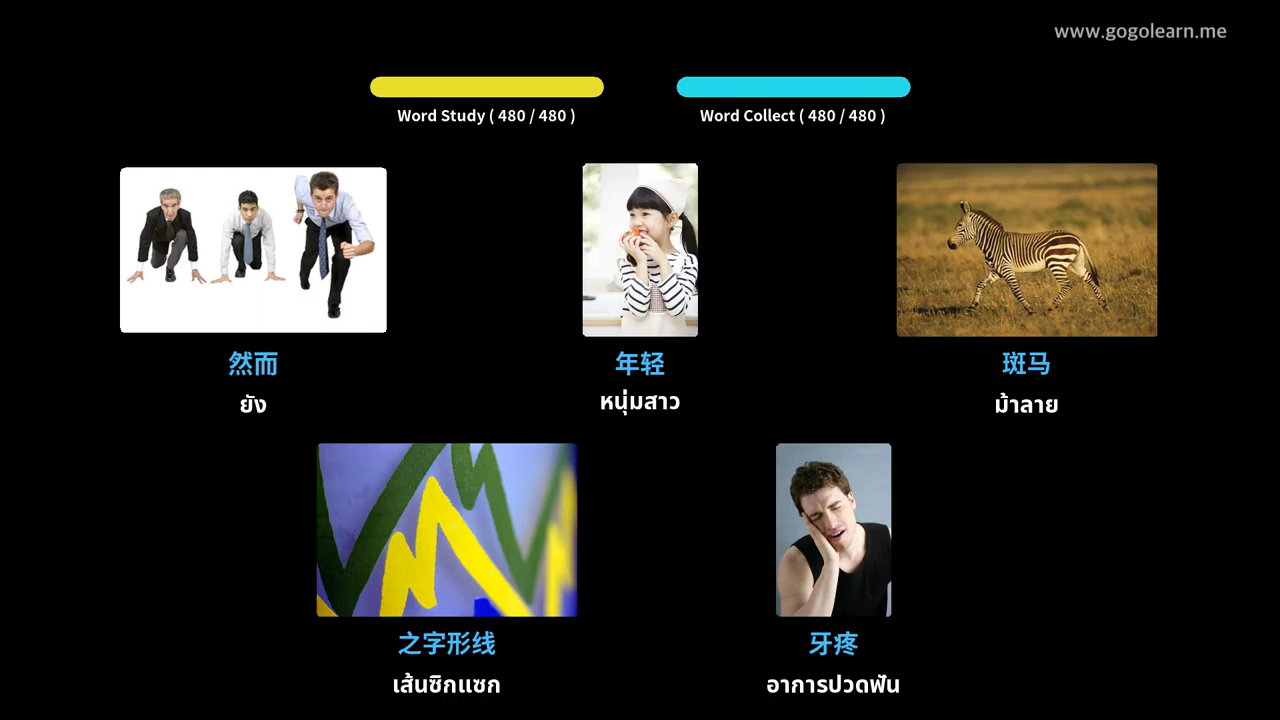 www.gogolearn.me
Word Study ( 480 / 480 )
Word Collect ( 480 / 480 )
然而
ยัง
年轻
หนุ่มสาว
斑马
ม้าลาย
之字形线
เส้นซิกแซก
牙疼
อาการปวดฟัน